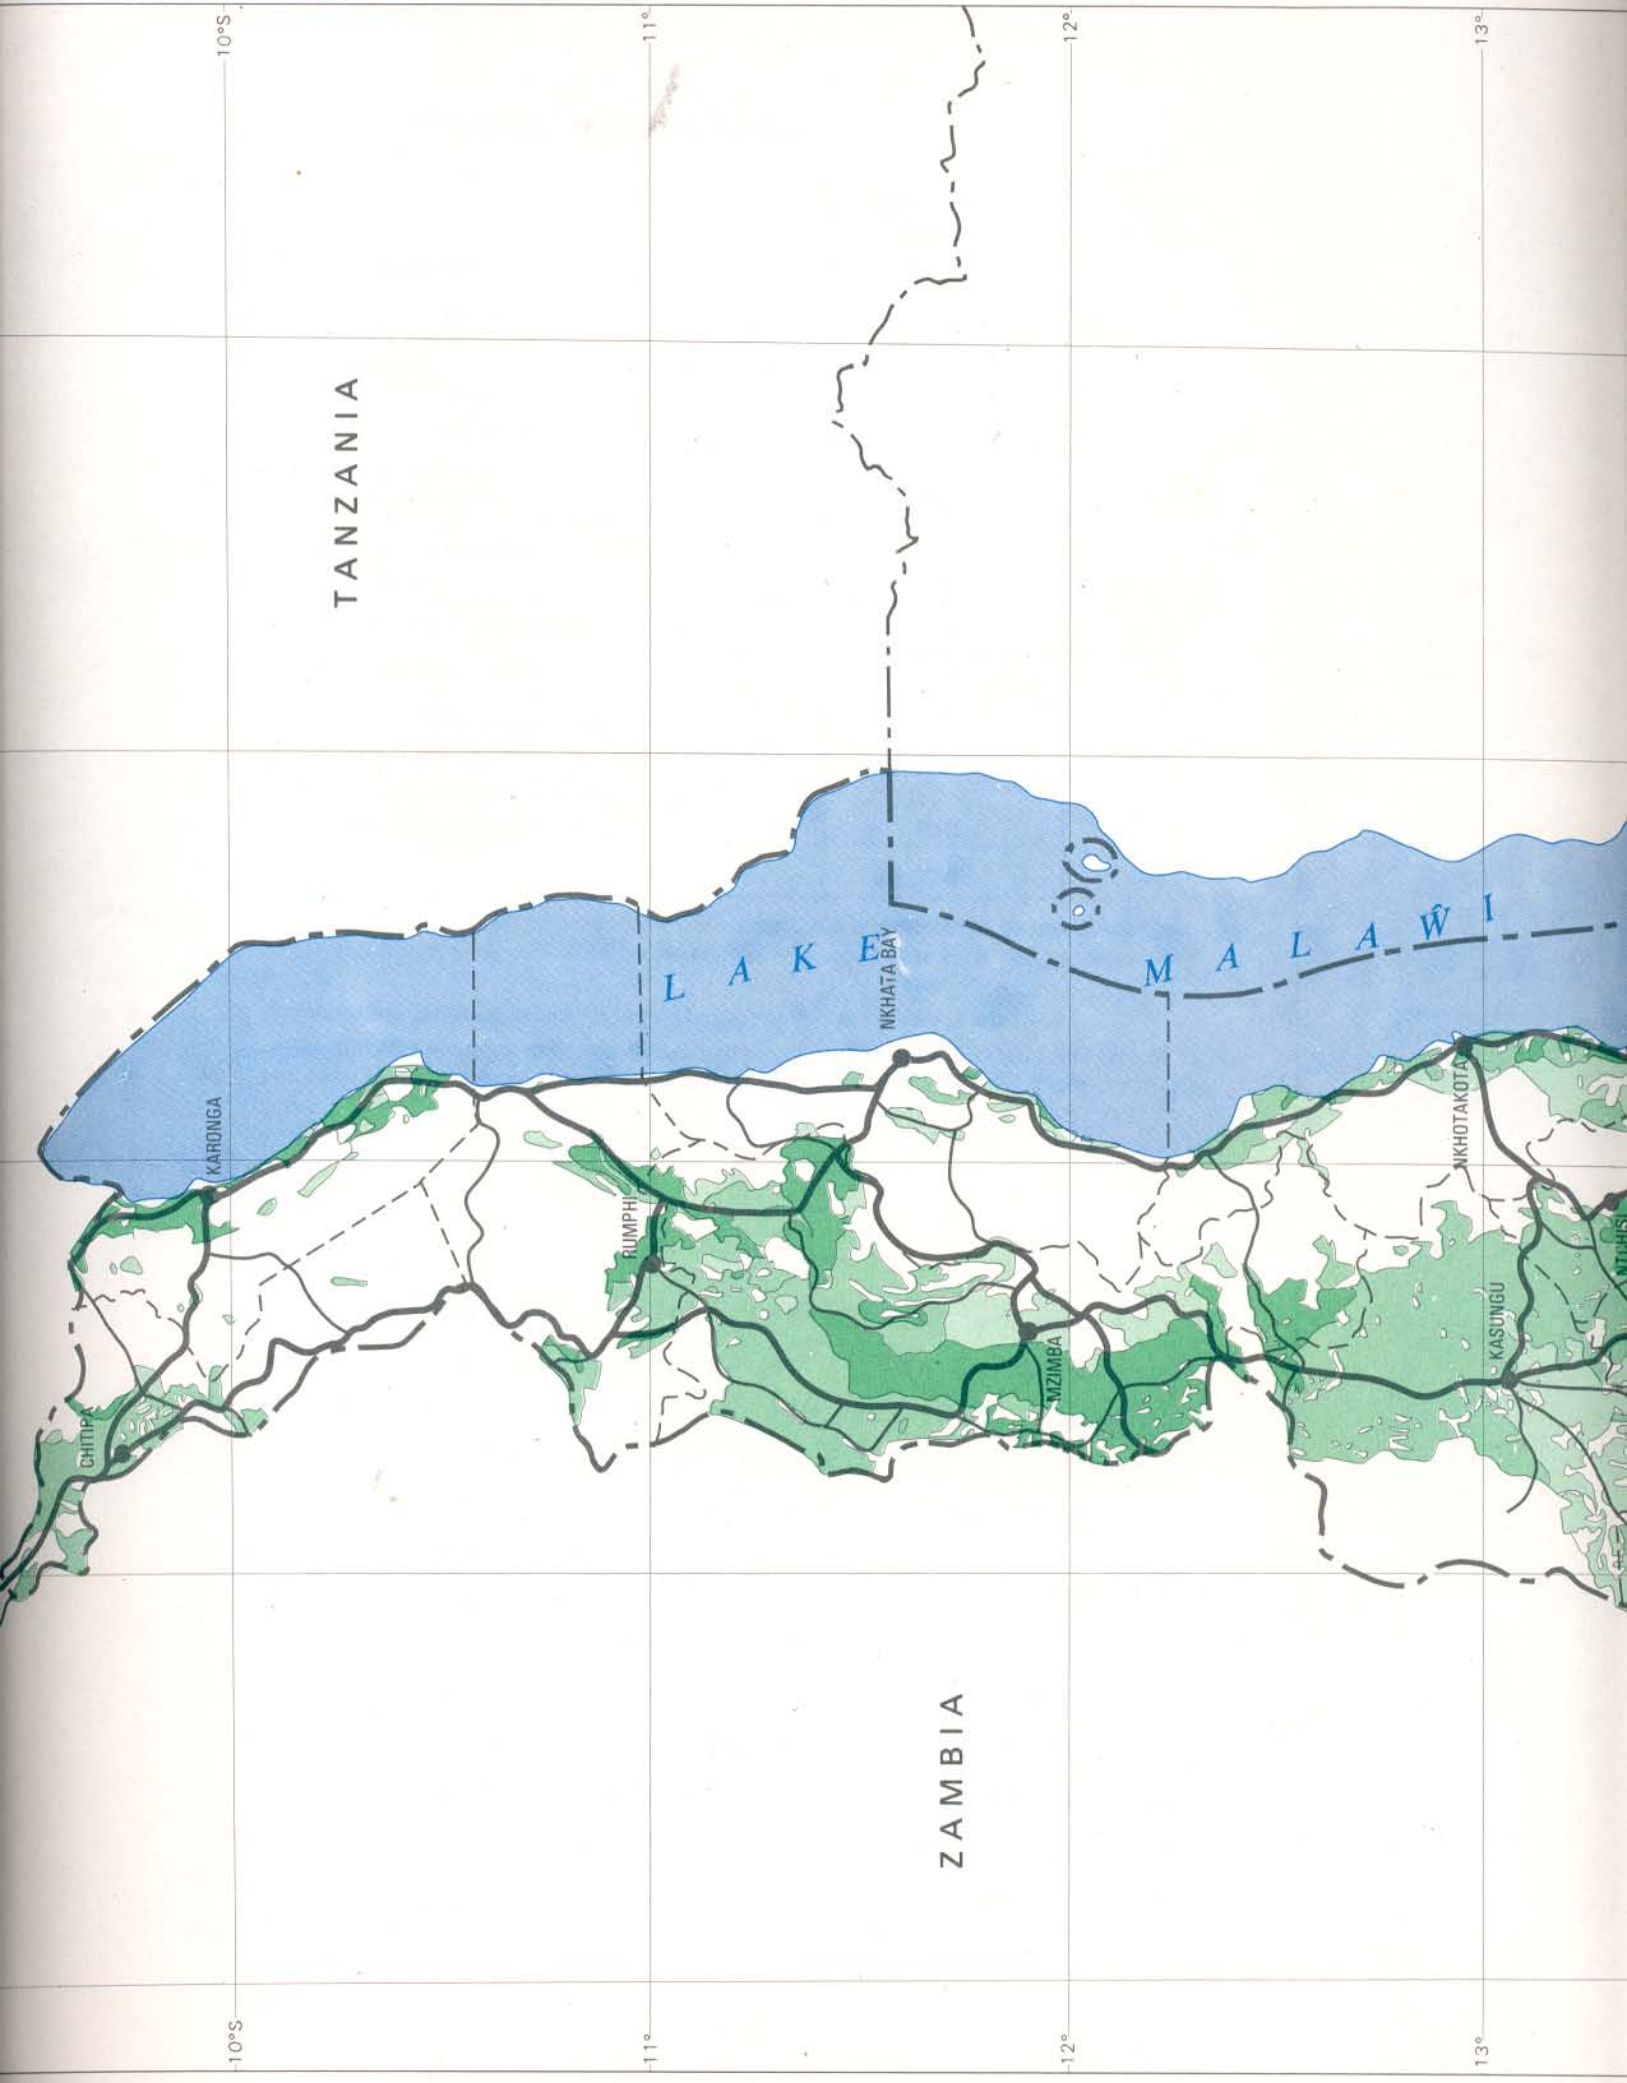 10°S
11°
12°
13°
TANZANIA
LAKE MALAŴI
NKHATA BAY
KARONGA
NKHOTAKOTA
RUMPHI
NTCHISI
KASUNGU
MZIMBA
CHITIPA
ZAMBIA
10°S
11°
12°
13°